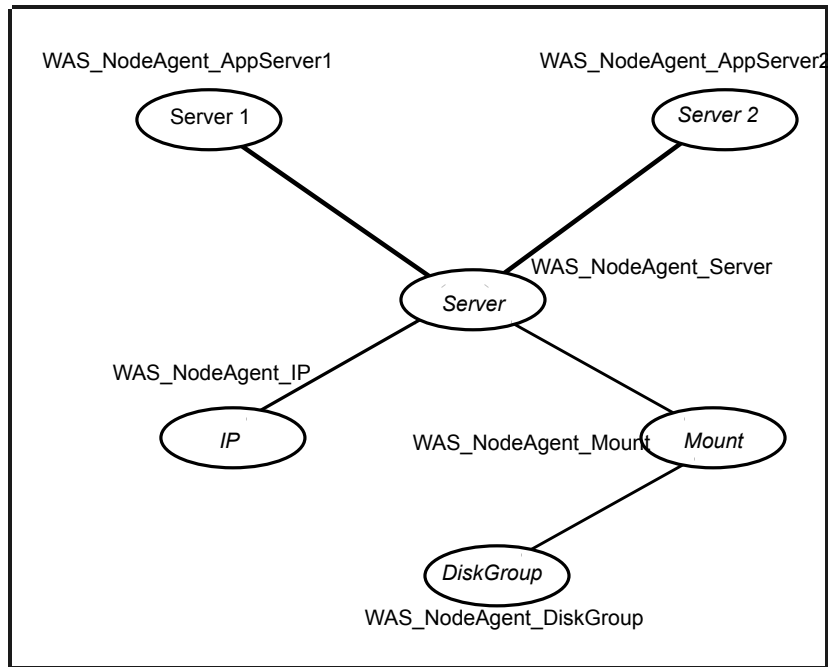 WAS_NodeAgent_AppServer1
WAS_NodeAgent_AppServer2
Server 1
Server 2
WAS_NodeAgent_Server
Server
WAS_NodeAgent_IP
IP
WAS_NodeAgent_Mount
Mount
DiskGroup
WAS_NodeAgent_DiskGroup